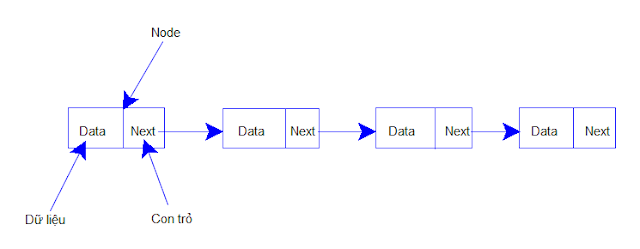 Node
Data Next Data Next Data Next Data Next
Dữ liệu Con trỏ